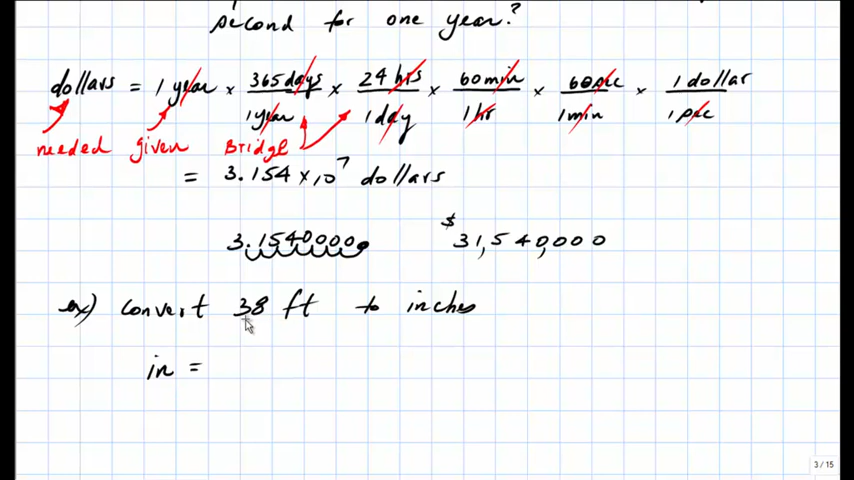 second for one year?
dollars = 1 year × 365 days / 1 year × 24 hrs / 1 day × 60 min / 1 hr × 60 sec / 1 min × 1 dollar / 1 sec
needed given Bridge
= 3.154 × 10^7 dollars
3.1540000. $31,540,000
ex) convert 38 ft to inches
in =
3 / 15